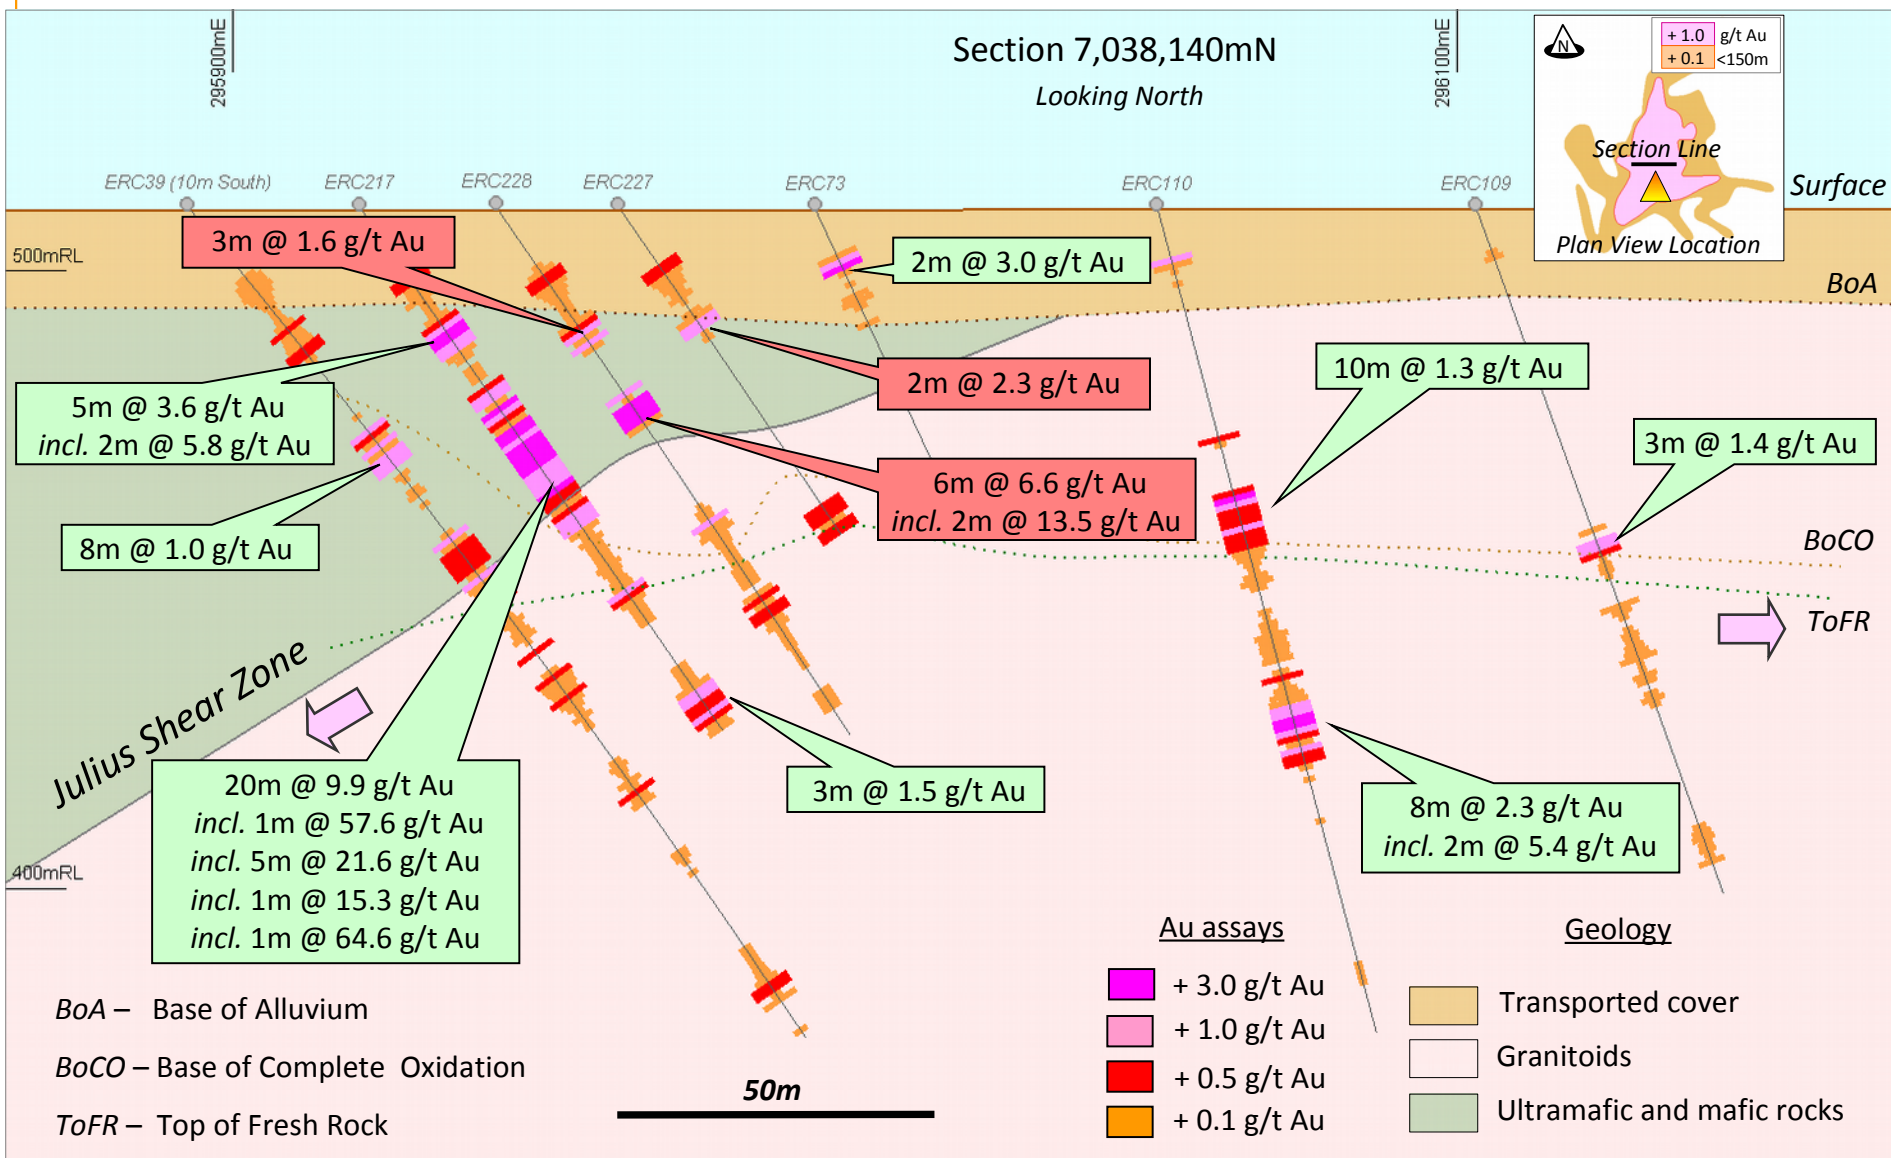 295900mE
Section 7,038,140mN
Looking North
296100mE
N
+ 1.0 g/t Au
+ 0.1 <150m
Section Line
Plan View Location
ERC39 (10m South)
ERC217
ERC228
ERC227
ERC73
ERC110
ERC109
Surface
500mRL
3m @ 1.6 g/t Au
2m @ 3.0 g/t Au
BoA
5m @ 3.6 g/t Au
incl. 2m @ 5.8 g/t Au
2m @ 2.3 g/t Au
10m @ 1.3 g/t Au
3m @ 1.4 g/t Au
6m @ 6.6 g/t Au
incl. 2m @ 13.5 g/t Au
8m @ 1.0 g/t Au
BoCO
ToFR
Julius Shear Zone
20m @ 9.9 g/t Au
incl. 1m @ 57.6 g/t Au
incl. 5m @ 21.6 g/t Au
incl. 1m @ 15.3 g/t Au
incl. 1m @ 64.6 g/t Au
3m @ 1.5 g/t Au
8m @ 2.3 g/t Au
incl. 2m @ 5.4 g/t Au
400mRL
BoA – Base of Alluvium
BoCO – Base of Complete Oxidation
ToFR – Top of Fresh Rock
50m
Au assays
+ 3.0 g/t Au
+ 1.0 g/t Au
+ 0.5 g/t Au
+ 0.1 g/t Au
Geology
Transported cover
Granitoids
Ultramafic and mafic rocks